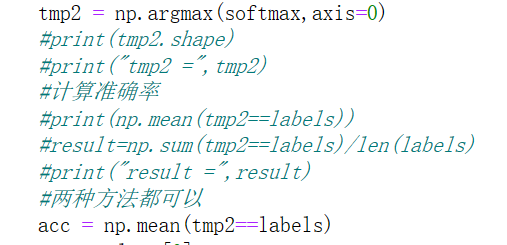 tmp2 = np.argmax(softmax,axis=0)
#print(tmp2.shape)
#print("tmp2 =",tmp2)
#计算准确率
#print(np.mean(tmp2==labels))
#result=np.sum(tmp2==labels)/len(labels)
#print("result =",result)
#两种方法都可以
acc = np.mean(tmp2==labels)